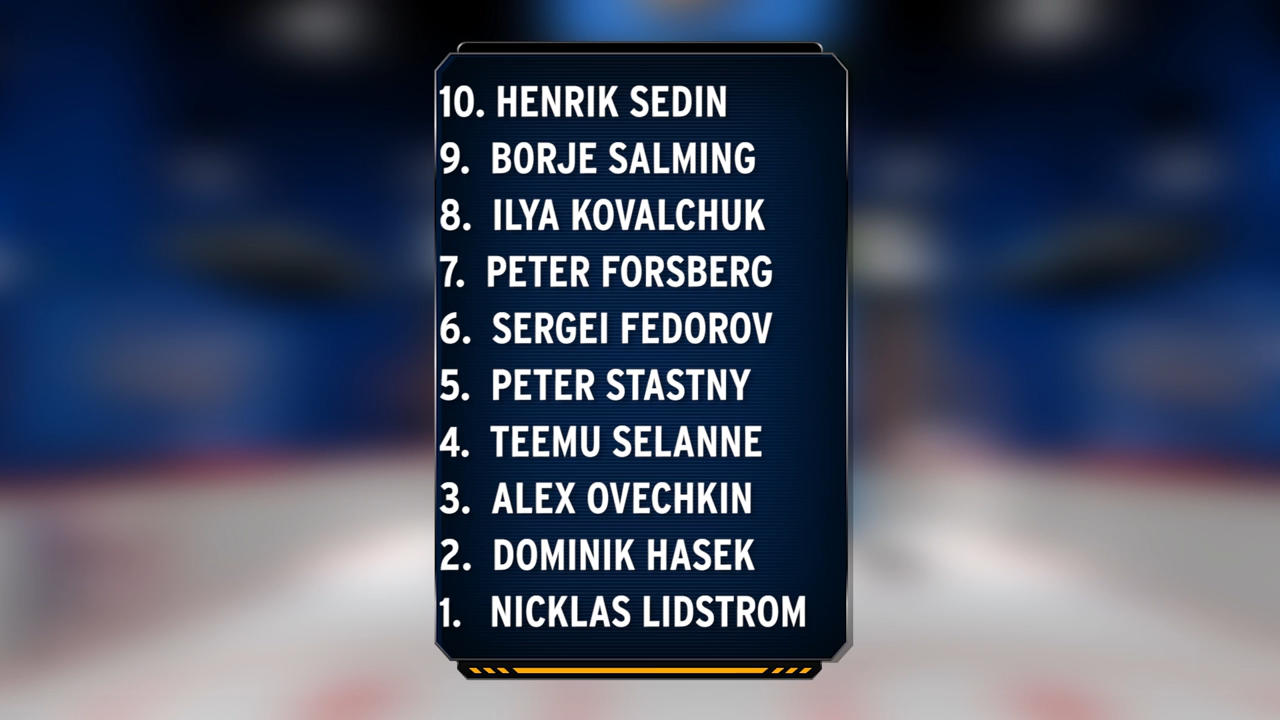 10. HENRIK SEDIN
9. BORJE SALMING
8. ILYA KOVALCHUK
7. PETER FORSBERG
6. SERGEI FEDOROV
5. PETER STASTNY
4. TEEMU SELANNE
3. ALEX OVECHKIN
2. DOMINIK HASEK
1. NICKLAS LIDSTROM